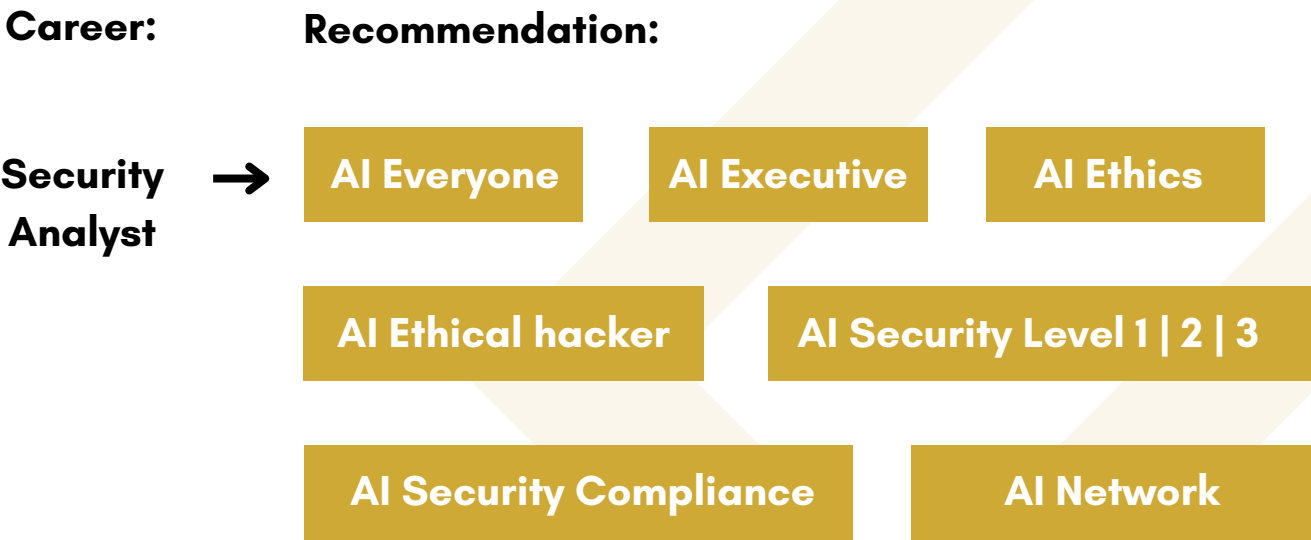 Career:
Recommendation:
Security
Analyst
AI Everyone
AI Executive
AI Ethics
AI Ethical hacker
AI Security Level 1 | 2 | 3
AI Security Compliance
AI Network